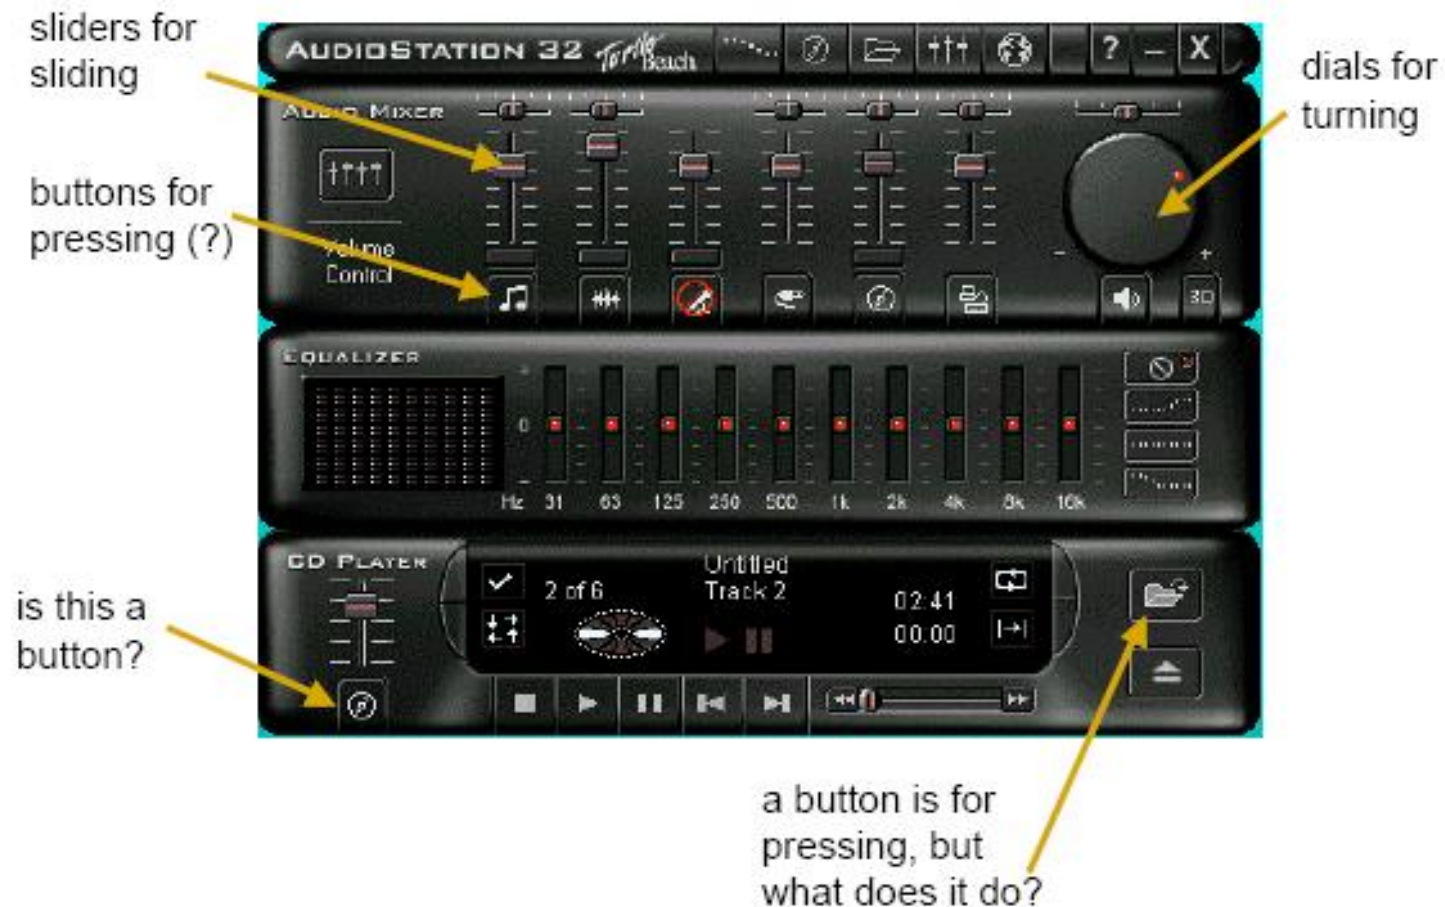 sliders for
sliding
AUDIOSTATION 32 Turtle Beach ? – X
dials for
turning
AUDIO MIXER
buttons for
pressing (?)
Volume
Control
- +
3D
EQUALIZER
+
0
-
Hz 31 63 125 250 500 1k 2k 4k 8k 16k
CD PLAYER
Untitled
2 of 6 Track 2
02:41
00:00
is this a
button?
a button is for
pressing, but
what does it do?